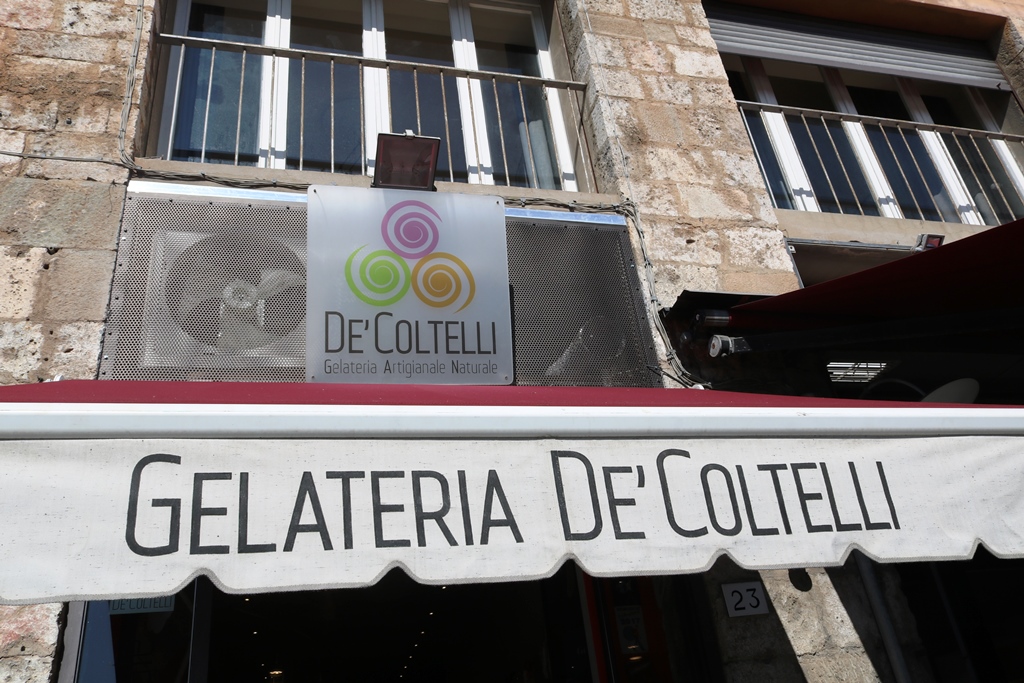 De' Coltelli
Gelateria Artigianale Naturale
Gelateria De' Coltelli
DE' COLTELLI
23